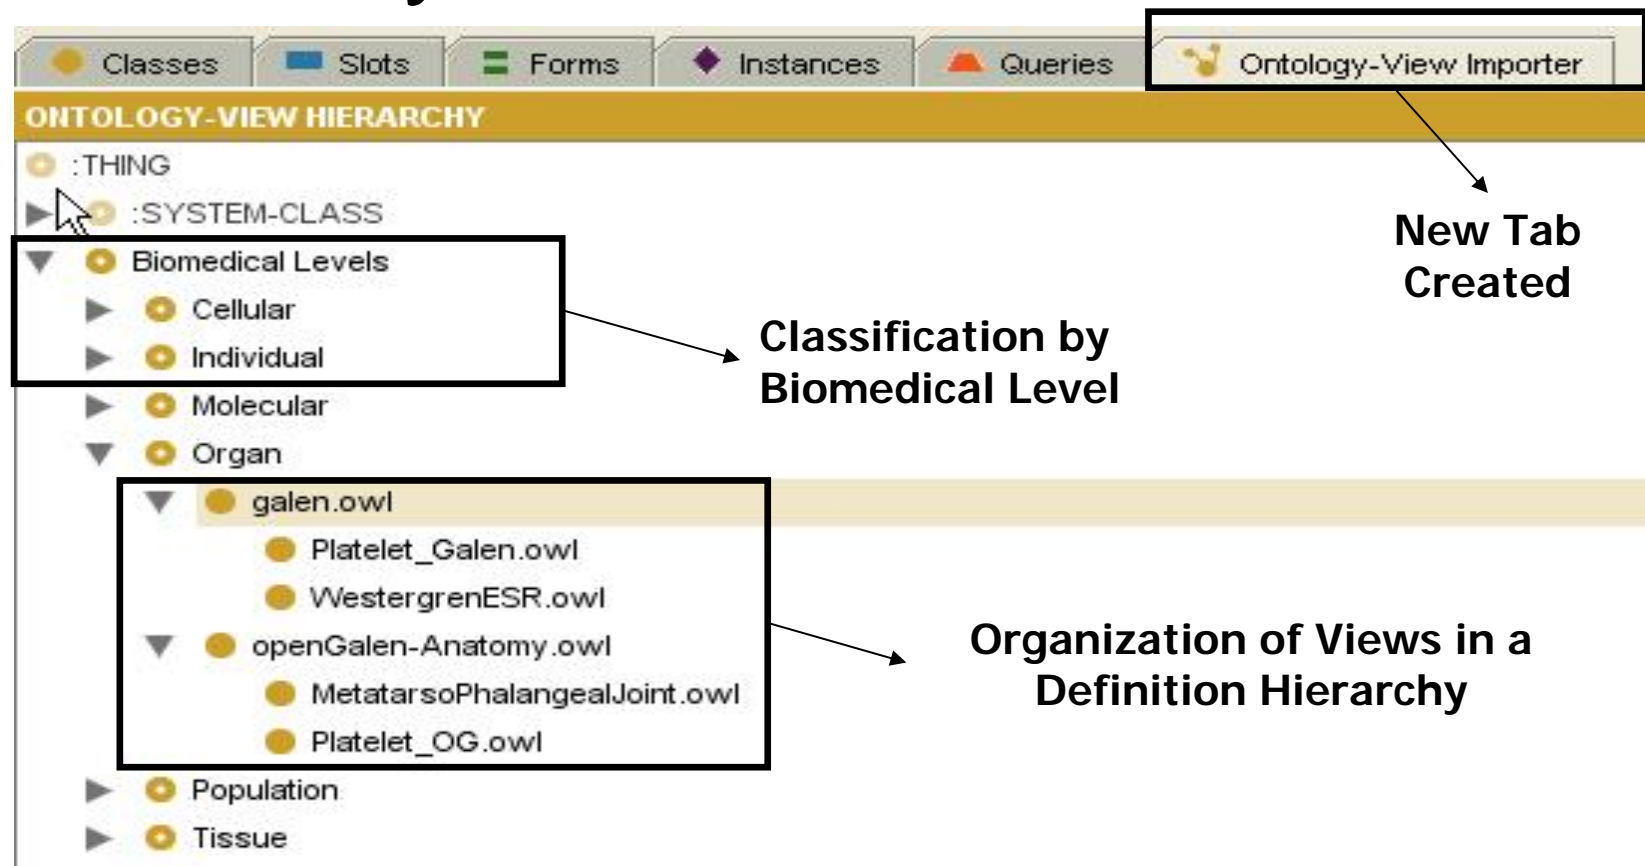 Classes Slots Forms Instances Queries Ontology-View Importer
ONTOLOGY-VIEW HIERARCHY
:THING
:SYSTEM-CLASS
Biomedical Levels
Cellular
Individual
Molecular
Organ
galen.owl
Platelet_Galen.owl
WestergrenESR.owl
openGalen-Anatomy.owl
MetatarsoPhalangealJoint.owl
Platelet_OG.owl
Population
Tissue
New Tab
Created
Classification by
Biomedical Level
Organization of Views in a
Definition Hierarchy